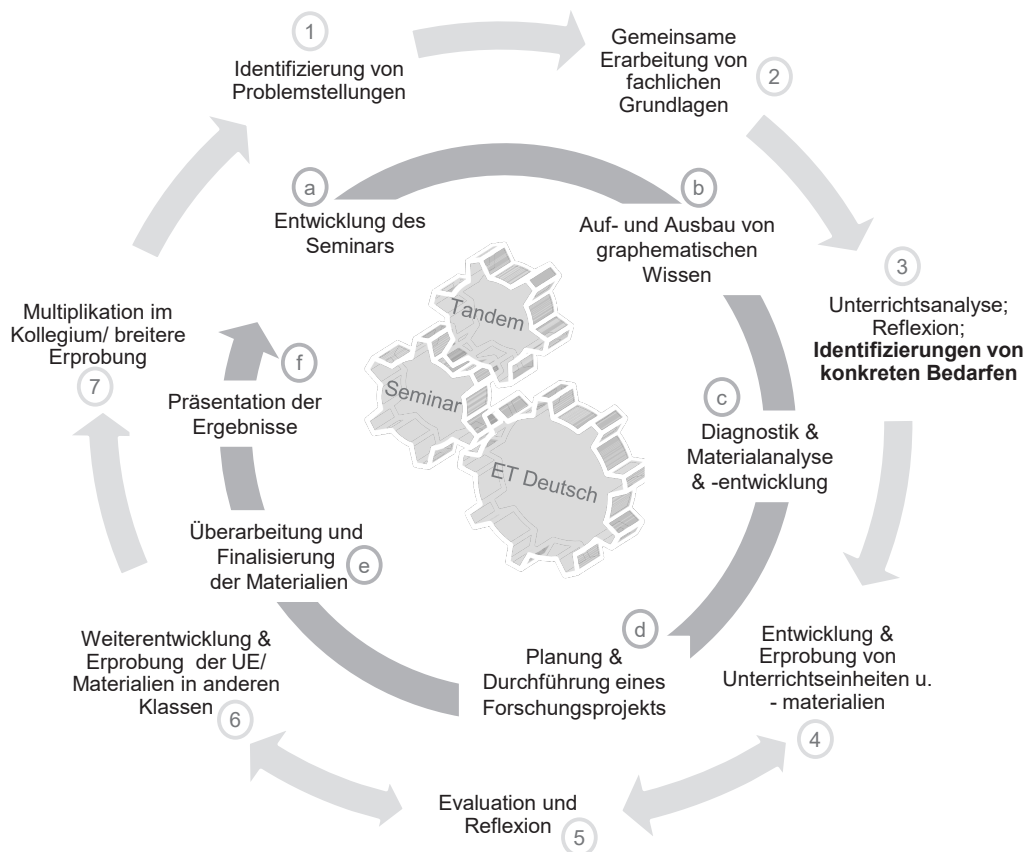 1
Identifizierung von
Problemstellungen
Gemeinsame
Erarbeitung von
fachlichen
Grundlagen
2
3
Unterrichtsanalyse;
Reflexion;
Identifizierungen von
konkreten Bedarfen
Entwicklung &
Erprobung von
Unterrichtseinheiten u.
- materialien
4
Evaluation und
Reflexion
5
Weiterentwicklung &
Erprobung der UE/
Materialien in anderen
Klassen
6
Multiplikation im
Kollegium/ breitere
Erprobung
7
a
Entwicklung des
Seminars
b
Auf- und Ausbau von
graphematischen
Wissen
c
Diagnostik &
Materialanalyse
& -entwicklung
d
Planung &
Durchführung eines
Forschungsprojekts
Überarbeitung und
Finalisierung
der Materialien
e
f
Präsentation der
Ergebnisse
Tandem
Seminar
ET Deutsch